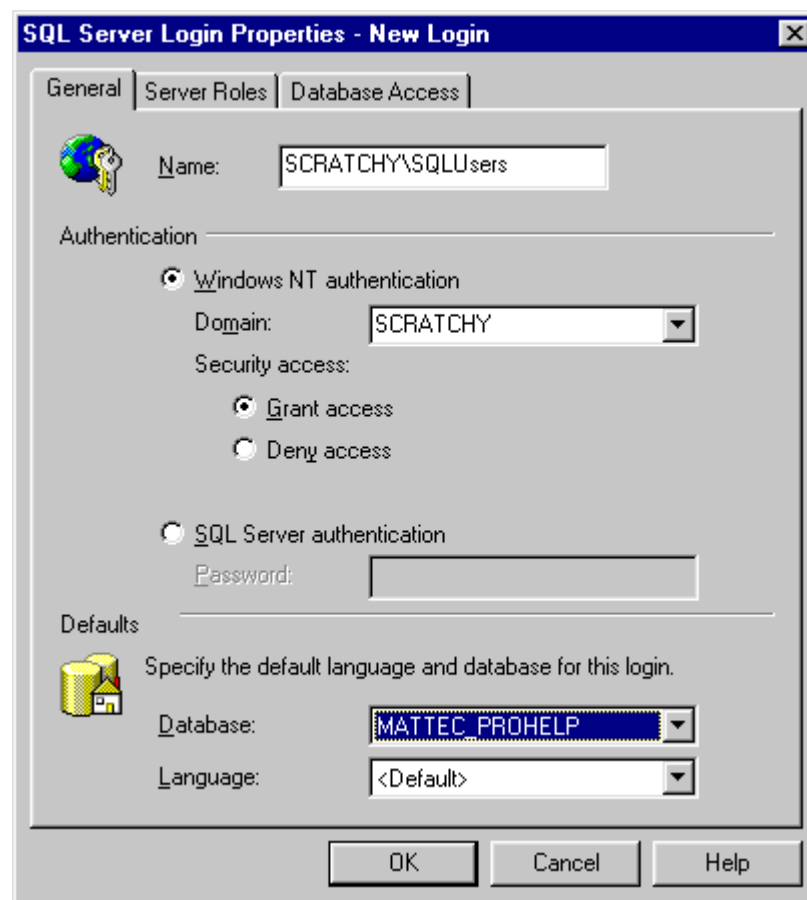 SQL Server Login Properties - New Login
General Server Roles Database Access
Name: SCRATCHY\SQLUsers
Authentication
Windows NT authentication
Domain: SCRATCHY
Security access:
Grant access
Deny access
SQL Server authentication
Password:
Defaults
Specify the default language and database for this login.
Database: MATTEC_PROHELP
Language: <Default>
OK Cancel Help